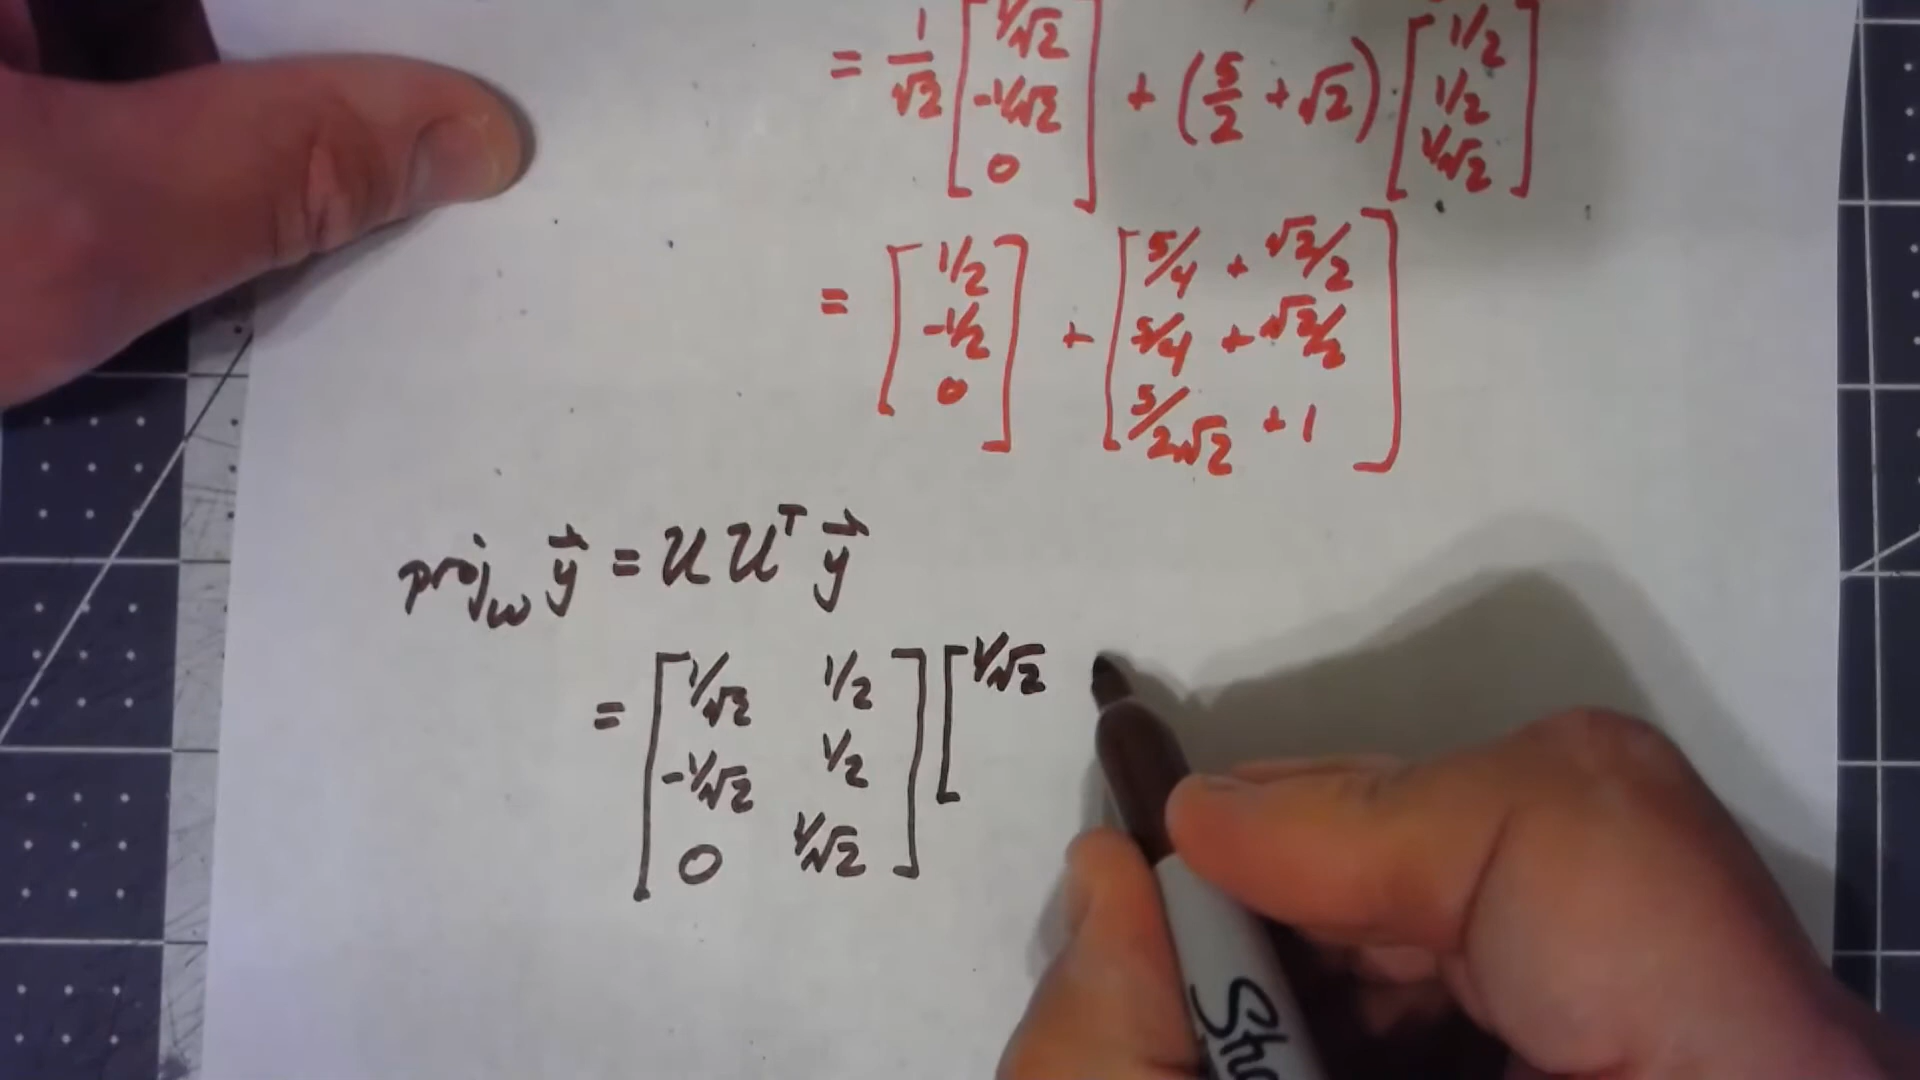 = 1/√2 [1/√2 -1/√2 0] + (5/2 + √2) · [1/2 1/2 1/√2]
= [1/2 -1/2 0] + [5/4 + √2/2 5/4 + √2/2 5/2√2 + 1]
proj_w y⃗ = U Uᵀ y⃗
= [1/√2 1/2
-1/√2 1/2
0 1/√2] [1/√2
Sha